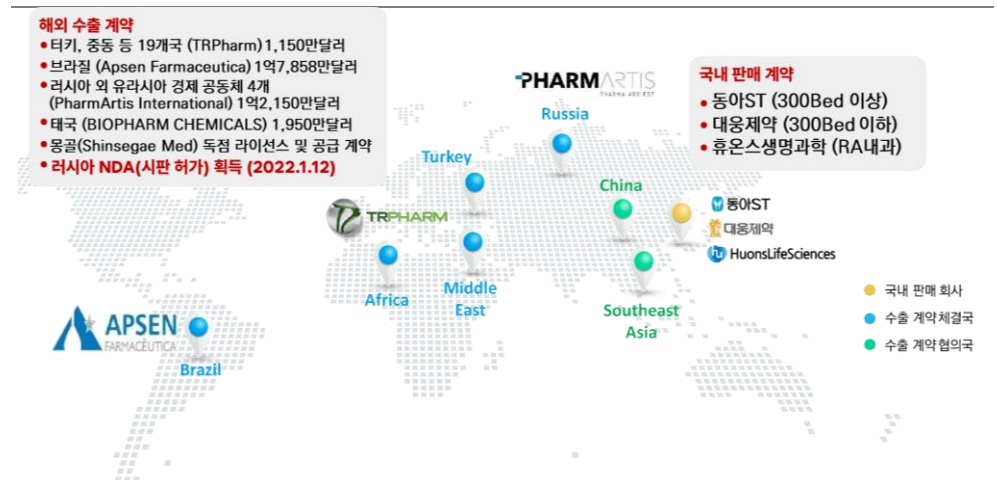 해외 수출 계약
•터키, 중동 등 19개국 (TRPharm) 1,150만달러
•브라질 (Apsen Farmaceutica) 1억7,858만달러
•러시아 외 유라시아 경제 공동체 4개
(PharmArtis International) 1억2,150만달러
•태국 (BIOPHARM CHEMICALS) 1,950만달러
•몽골(Shinsegae Med) 독점 라이선스 및 공급 계약
•러시아 NDA(시판 허가) 획득 (2022.1.12)
PHARMARTIS
PHARMA ARS EST
국내 판매 계약
• 동아ST (300Bed 이상)
• 대웅제약 (300Bed 이하)
• 휴온스생명과학 (RA내과)
Russia
Turkey
China
TRPHARM
동아ST
대웅제약
HuonsLifeSciences
Africa
Middle
East
Southeast
Asia
국내 판매 회사
수출 계약 체결국
수출 계약 협의국
APSEN
FARMACÊUTICA
Brazil